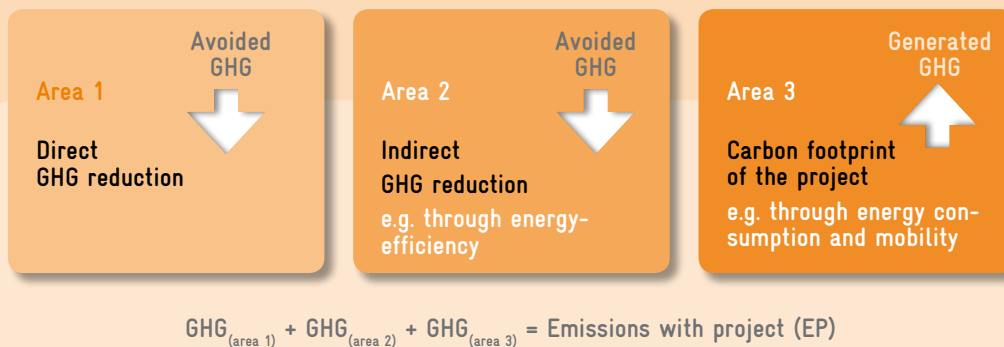 Avoided
GHG
Area 1
Direct
GHG reduction
Avoided
GHG
Area 2
Indirect
GHG reduction
e.g. through energy-
efficiency
Generated
GHG
Area 3
Carbon footprint
of the project
e.g. through energy con-
sumption and mobility
GHG(area 1) + GHG(area 2) + GHG(area 3) = Emissions with project (EP)